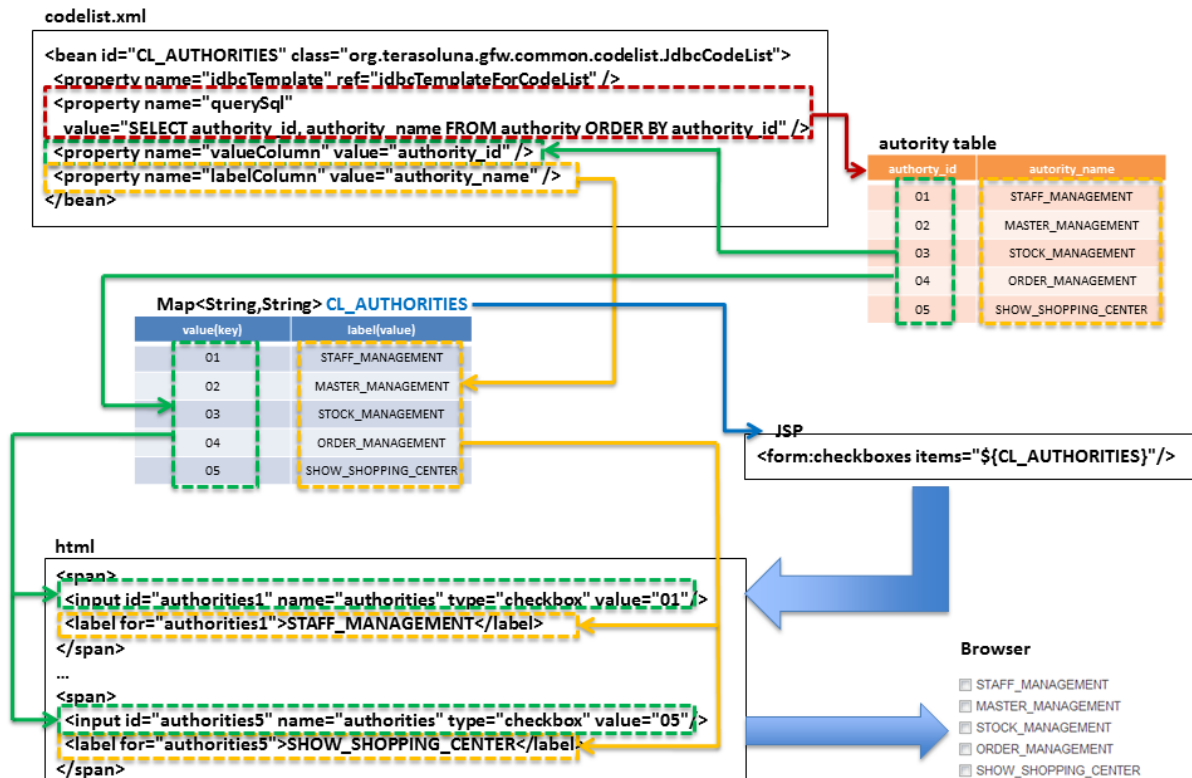 codelist.xml
<bean id="CL_AUTHORITIES" class="org.terasoluna.gfw.common.codelist.JdbcCodeList">
<property name="jdbcTemplate" ref="jdbcTemplateForCodeList" />
<property name="querySql"
value="SELECT authority_id, authority_name FROM authority ORDER BY authority_id" />
<property name="valueColumn" value="authority_id" />
<property name="labelColumn" value="authority_name" />
</bean>
autority table
authorty_id autority_name
01 STAFF_MANAGEMENT
02 MASTER_MANAGEMENT
03 STOCK_MANAGEMENT
04 ORDER_MANAGEMENT
05 SHOW_SHOPPING_CENTER
Map<String,String> CL_AUTHORITIES
value(key) label(value)
01 STAFF_MANAGEMENT
02 MASTER_MANAGEMENT
03 STOCK_MANAGEMENT
04 ORDER_MANAGEMENT
05 SHOW_SHOPPING_CENTER
JSP
<form:checkboxes items="${CL_AUTHORITIES}"/>
html
<span>
<input id="authorities1" name="authorities" type="checkbox" value="01"/>
<label for="authorities1">STAFF_MANAGEMENT</label>
</span>
...
<span>
<input id="authorities5" name="authorities" type="checkbox" value="05"/>
<label for="authorities5">SHOW_SHOPPING_CENTER</label>
</span>
Browser
STAFF_MANAGEMENT
MASTER_MANAGEMENT
STOCK_MANAGEMENT
ORDER_MANAGEMENT
SHOW_SHOPPING_CENTER